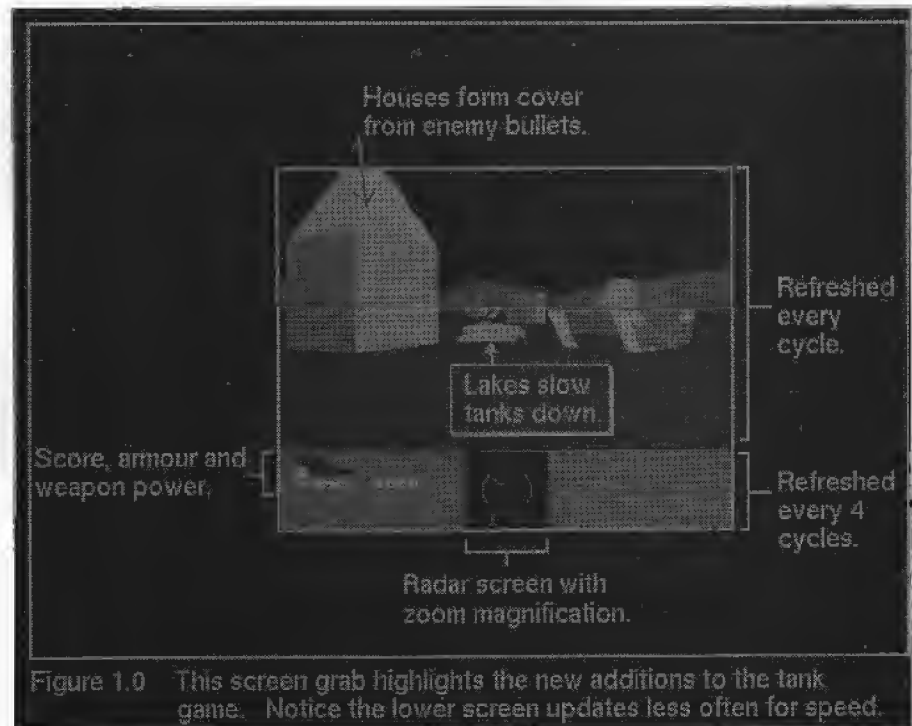 Houses form cover
from enemy bullets.
Refreshed
every
cycle.
Lakes slow
tanks down.
Score, armour and
weapon power.
Refreshed
every 4
cycles.
Radar screen with
zoom magnification.
Figure 1.0 This screen grab highlights the new additions to the tank
game. Notice the lower screen updates less often for speed.